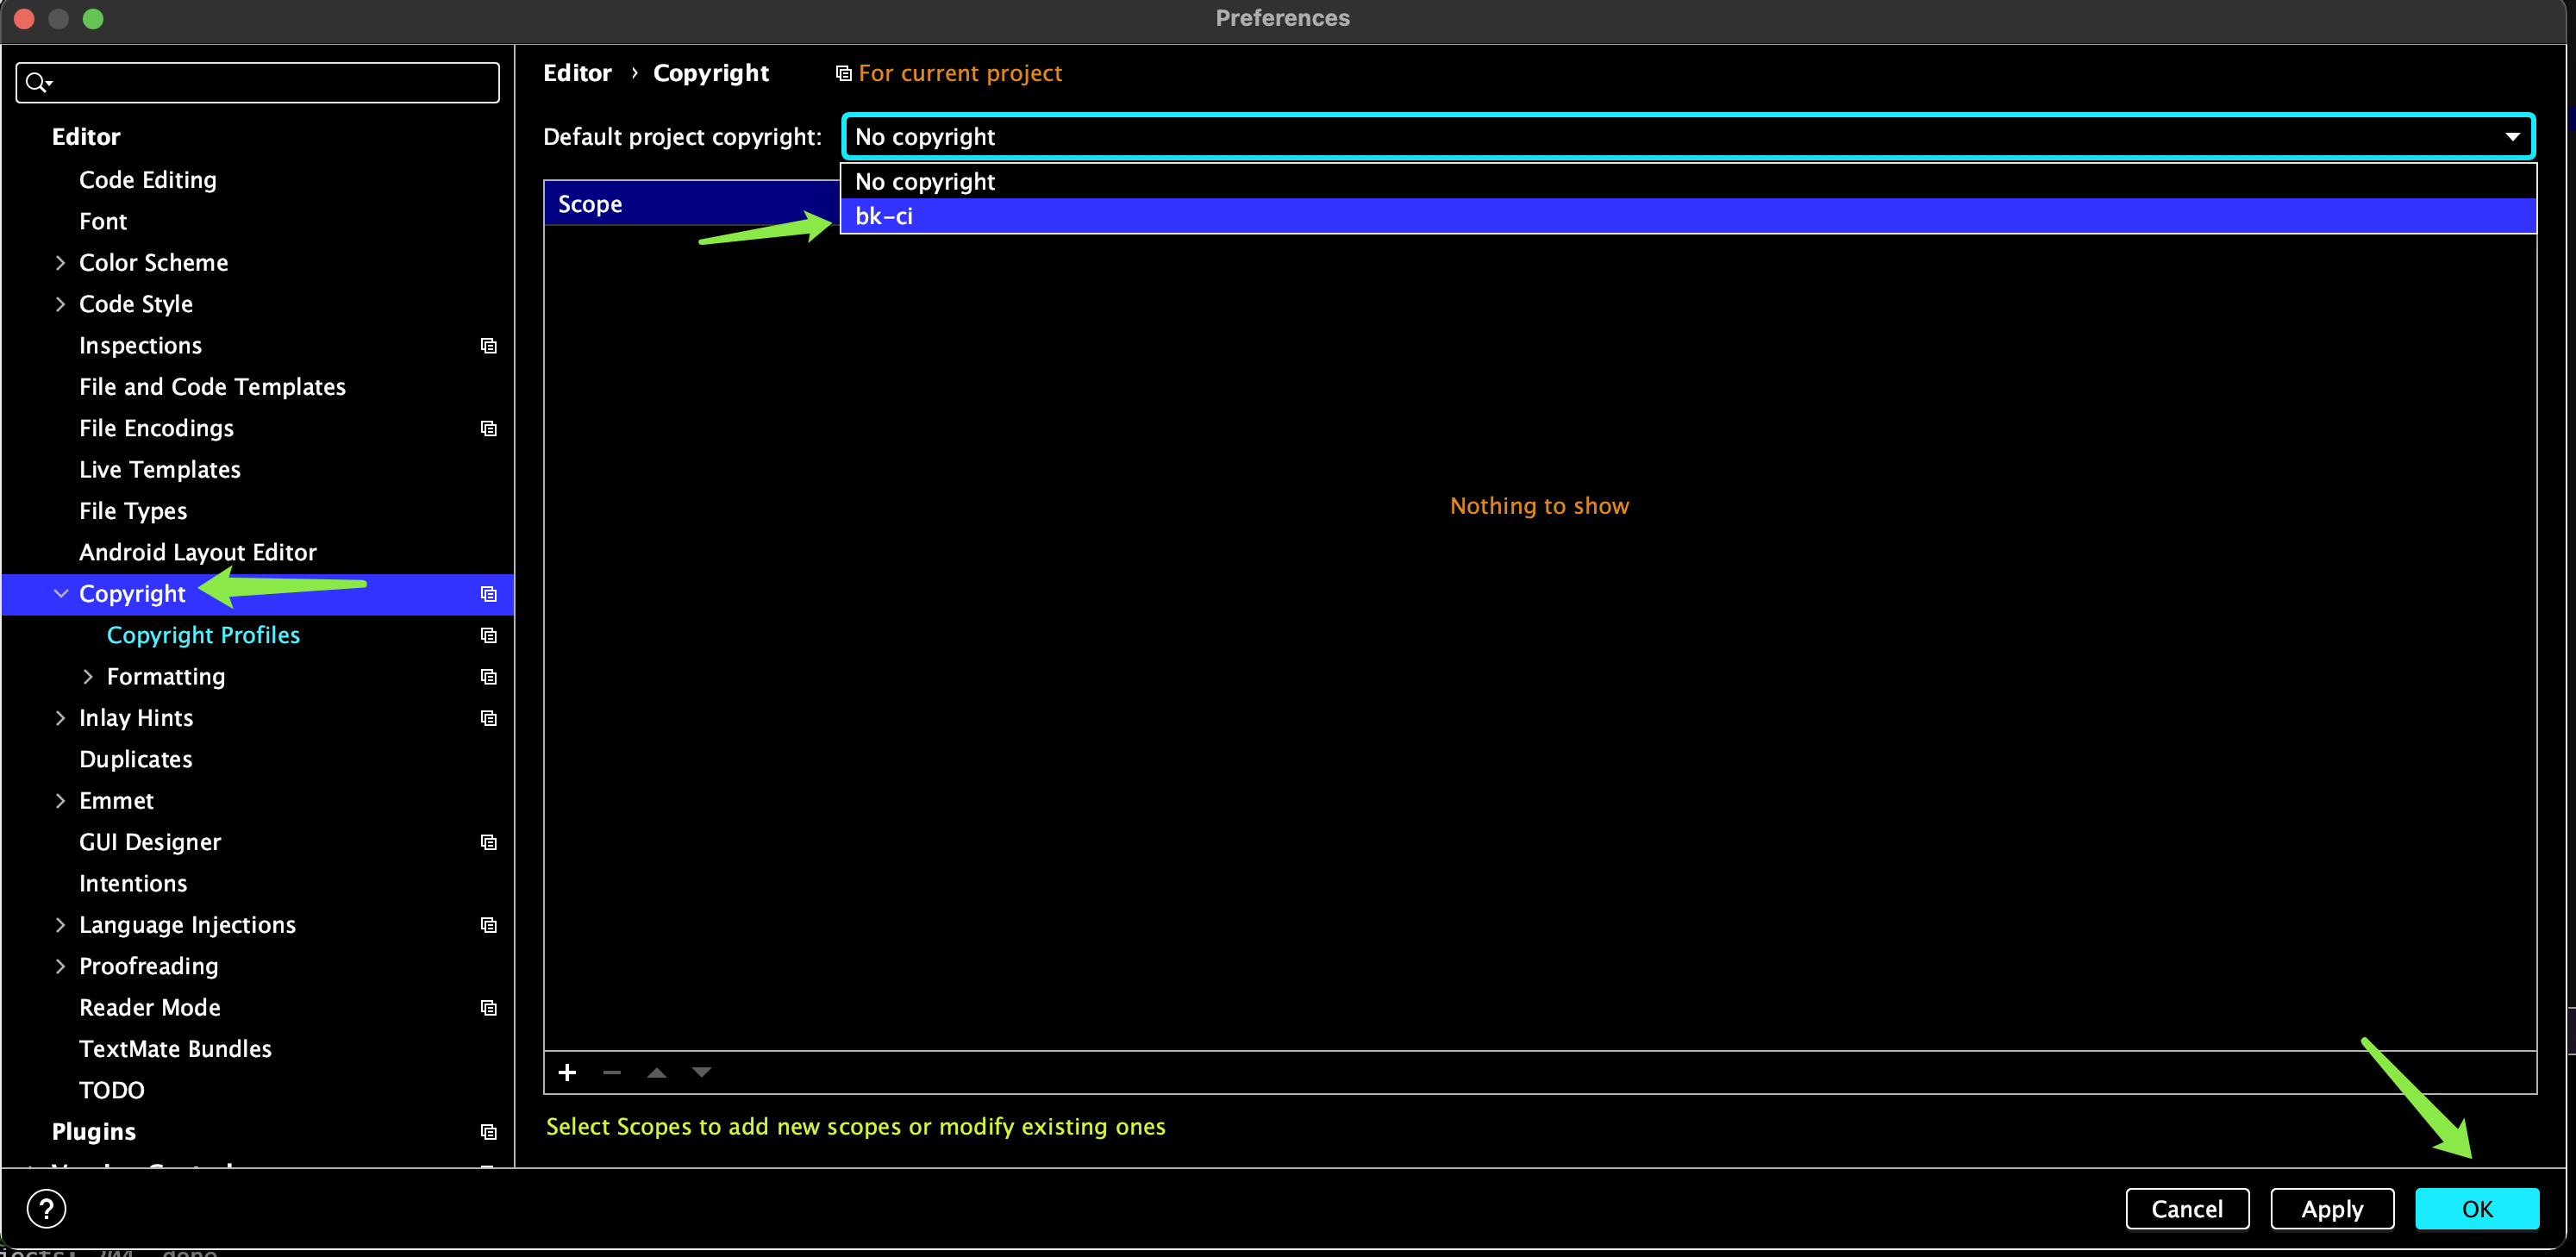 Preferences
Editor
Code Editing
Font
Color Scheme
Code Style
Inspections
File and Code Templates
File Encodings
Live Templates
File Types
Android Layout Editor
Copyright
Copyright Profiles
Formatting
Inlay Hints
Duplicates
Emmet
GUI Designer
Intentions
Language Injections
Proofreading
Reader Mode
TextMate Bundles
TODO
Plugins
Editor › Copyright For current project
Default project copyright: No copyright
No copyright
bk-ci
Scope
Nothing to show
Select Scopes to add new scopes or modify existing ones
?
Cancel Apply OK